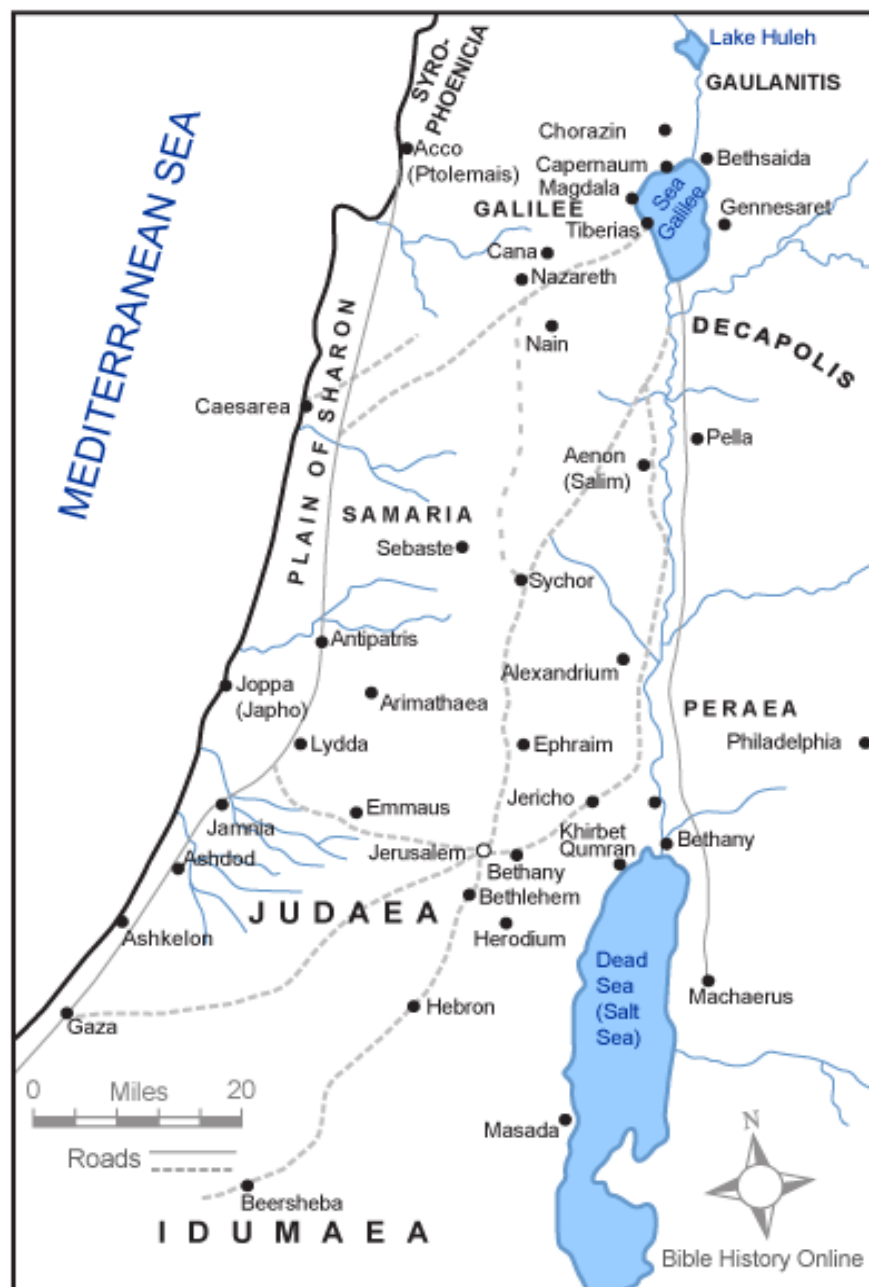 Lake Huleh
SYRO-
PHOENICIA
GAULANITIS
MEDITERRANEAN SEA
Chorazin
Acco
(Ptolemais)
Capernaum
Bethsaida
Magdala
Sea
Galilee
GALILEE
Tiberias
Gennesaret
Cana
Nazareth
DECAPOLIS
Nain
PLAIN OF SHARON
Caesarea
Pella
Aenon
(Salim)
SAMARIA
Sebaste
Sychor
Antipatris
Alexandrium
Joppa
(Japho)
Arimathaea
PERAEA
Lydda
Ephraim
Philadelphia
Jamnia
Emmaus
Jericho
Khirbet
Qumran
Bethany
Jerusalem
Bethany
Ashdod
Bethlehem
JUDAEA
Ashkelon
Herodium
Dead
Sea
(Salt
Sea)
Machaerus
Gaza
Hebron
0 Miles 20
Masada
Roads
N
Beersheba
IDUMAEA
Bible History Online